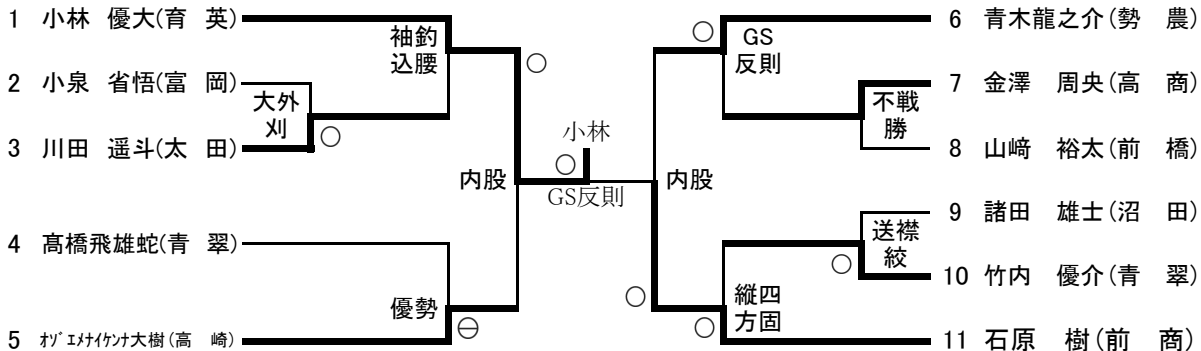 1 小林 優大(育 英)
2 小泉 省悟(富 岡)
3 川田 遥斗(太 田)
4 髙橋飛雄蛇(青 翠)
5 ｵｼﾞｴﾒﾅｲｹﾝﾅ大樹(高 崎)
袖釣
込腰
○
大外
刈
○
内股
優勢
⊖
小林
○
GS反則
○
GS
反則
不戦
勝
内股
送襟
絞
○
○
縦四
方固
○
6 青木龍之介(勢 農)
7 金澤 周央(高 商)
8 山﨑 裕太(前 橋)
9 諸田 雄士(沼 田)
10 竹内 優介(青 翠)
11 石原 樹(前 商)